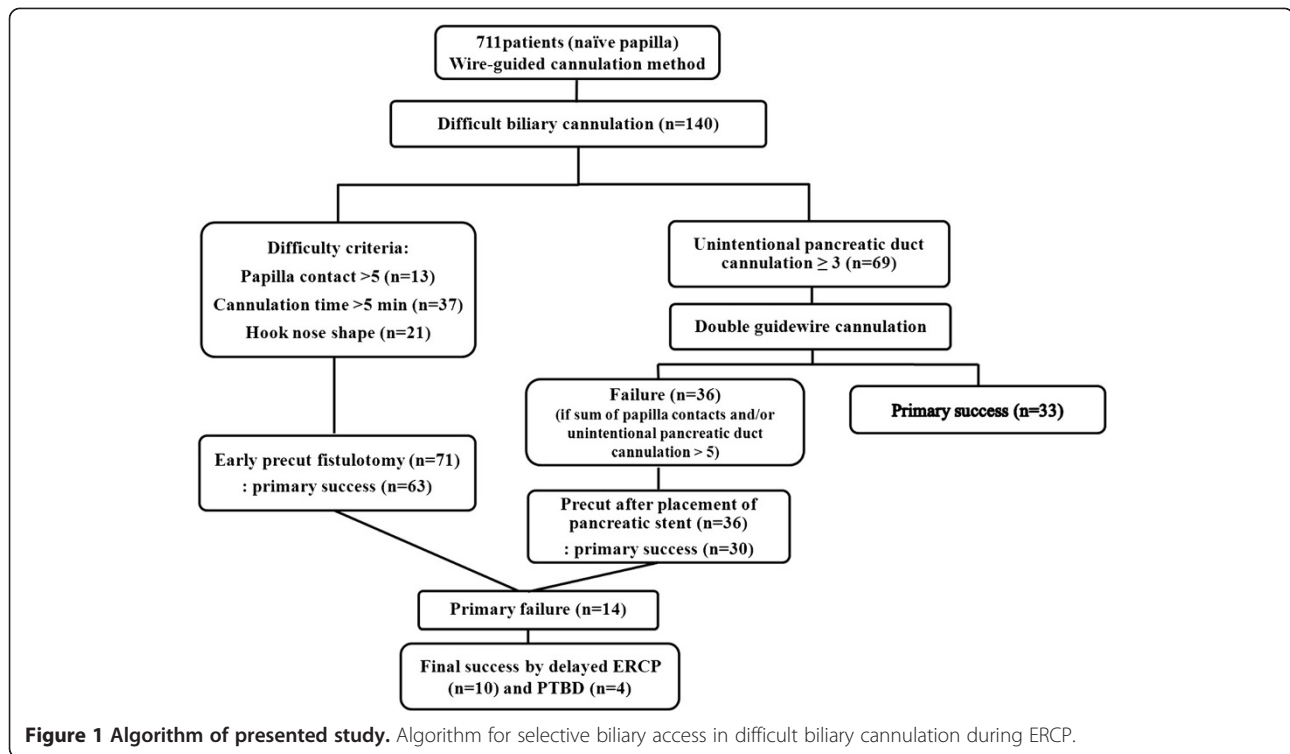 711patients (naïve papilla)
Wire-guided cannulation method
Difficult biliary cannulation (n=140)
Difficulty criteria:
Papilla contact >5 (n=13)
Cannulation time >5 min (n=37)
Hook nose shape (n=21)
Early precut fistulotomy (n=71)
: primary success (n=63)
Unintentional pancreatic duct
cannulation ≥ 3 (n=69)
Double guidewire cannulation
Failure (n=36)
(if sum of papilla contacts and/or
unintentional pancreatic duct
cannulation > 5)
Primary success (n=33)
Precut after placement of
pancreatic stent (n=36)
: primary success (n=30)
Primary failure (n=14)
Final success by delayed ERCP
(n=10) and PTBD (n=4)
Figure 1 Algorithm of presented study. Algorithm for selective biliary access in difficult biliary cannulation during ERCP.